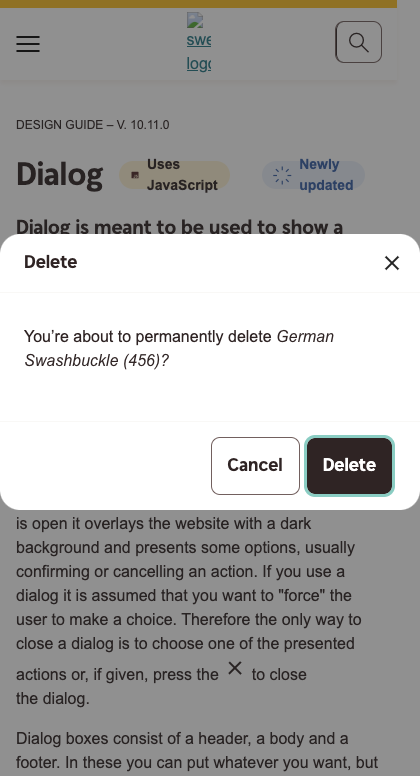 swe
logo
DESIGN GUIDE – V. 10.11.0
Dialog
Uses
JavaScript
Newly
updated
Dialog is meant to be used to show a
Delete
You’re about to permanently delete German
Swashbuckle (456)?
Cancel
Delete
is open it overlays the website with a dark
background and presents some options, usually
confirming or cancelling an action. If you use a
dialog it is assumed that you want to "force" the
user to make a choice. Therefore the only way to
close a dialog is to choose one of the presented
actions or, if given, press the × to close
the dialog.
Dialog boxes consist of a header, a body and a
footer. In these you can put whatever you want, but